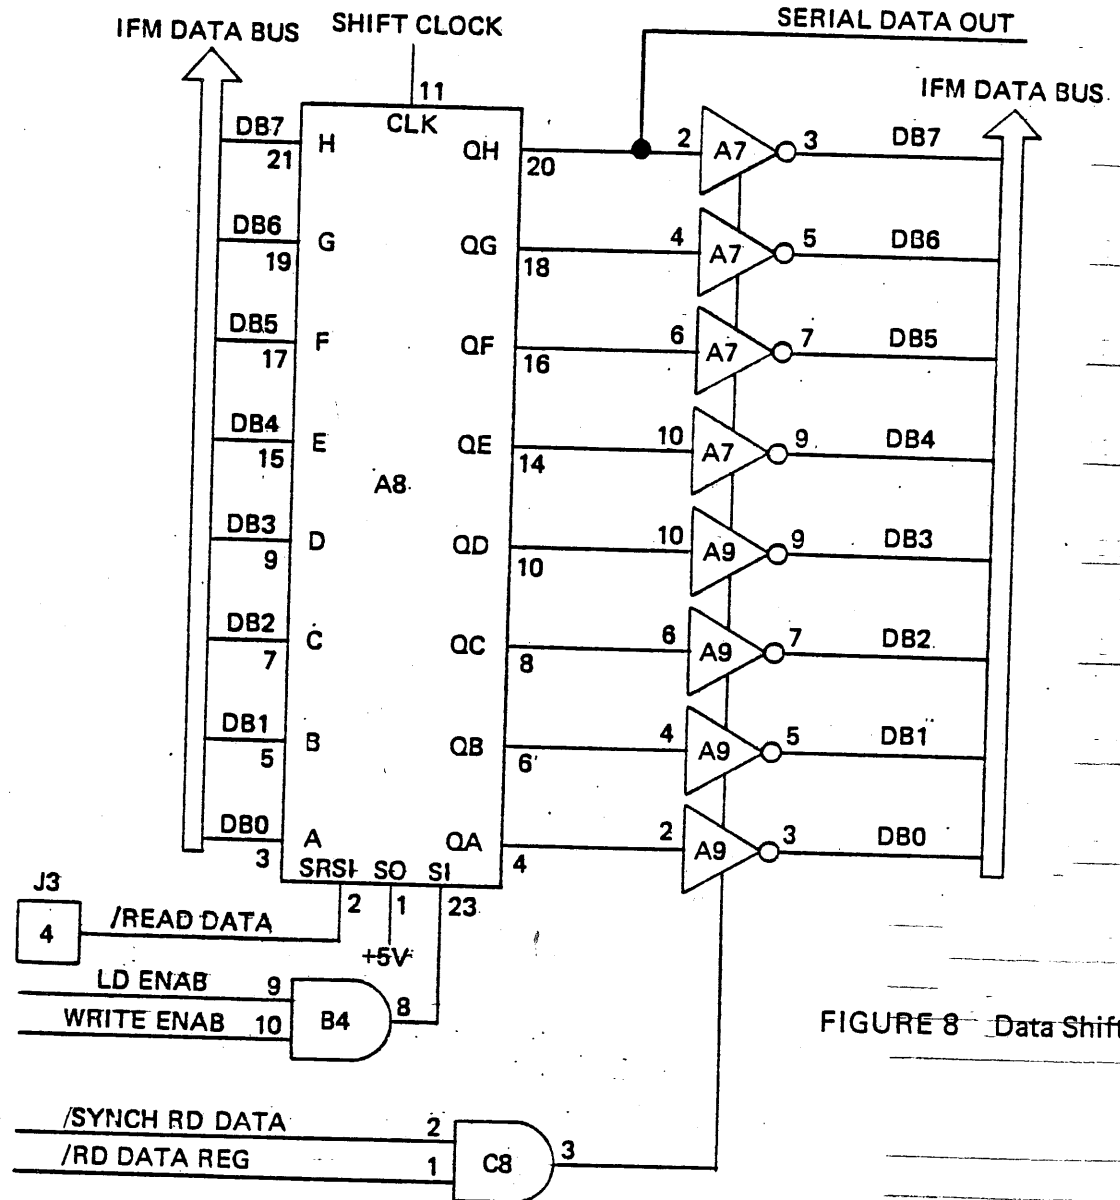 SERIAL DATA OUT
IFM DATA BUS
SHIFT CLOCK
IFM DATA BUS
11
CLK
DB7
21
H
QH
20
2
A7
3
DB7
DB6
19
G
QG
18
4
A7
5
DB6
DB5
17
F
QF
16
6
A7
7
DB5
DB4
15
E
QE
14
10
A7
9
DB4
A8
DB3
9
D
QD
10
10
A9
9
DB3
DB2
7
C
QC
8
6
A9
7
DB2
DB1
5
B
QB
6
4
A9
5
DB1
DB0
3
A
QA
4
2
A9
3
DB0
SRSI SO SI
2
1
23
J3
4
/READ DATA
+5V
LD ENAB
9
WRITE ENAB
10
B4
8
FIGURE 8 Data Shift
/SYNCH RD DATA
2
/RD DATA REG
1
C8
3